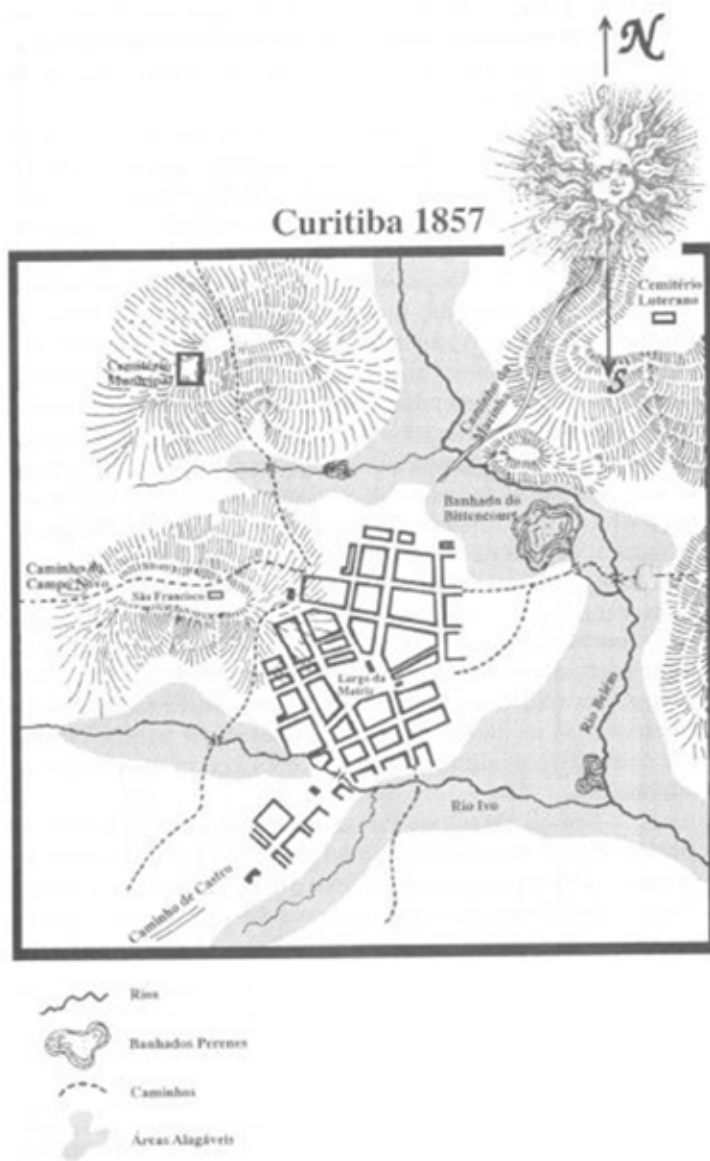 N
Curitiba 1857
Cemitério
Luterano
S
Cemitério
Municipal
Caminho do
Marinho
Banhado do
Bittencourt
Caminho do
Campo Novo
São Francisco
Largo da
Matriz
Rio Belém
Rio Ivo
Caminho de Castro
Rios
Banhados Perenes
Caminhos
Áreas Alagáveis